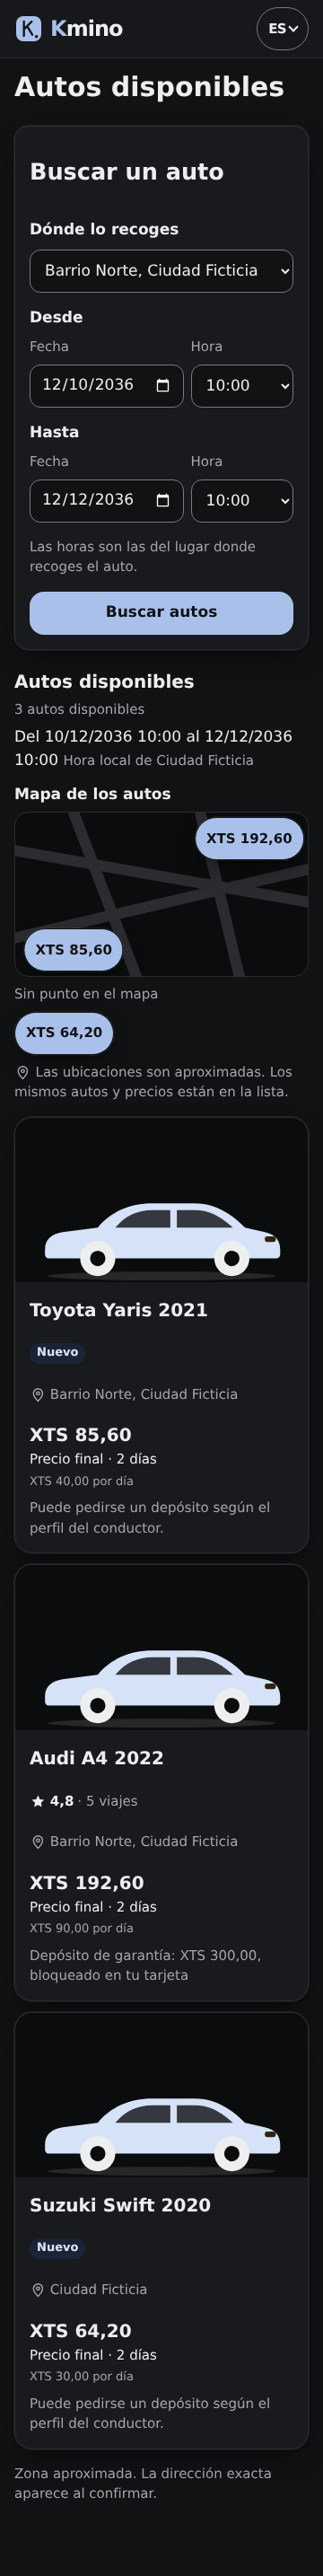 Kmino
ES
Autos disponibles
Buscar un auto
Dónde lo recoges
Barrio Norte, Ciudad Ficticia
Desde
Fecha
Hora
12/10/2036
10:00
Hasta
Fecha
Hora
12/12/2036
10:00
Las horas son las del lugar donde
recoges el auto.
Buscar autos
Autos disponibles
3 autos disponibles
Del 10/12/2036 10:00 al 12/12/2036
10:00 Hora local de Ciudad Ficticia
Mapa de los autos
XTS 192,60
XTS 85,60
Sin punto en el mapa
XTS 64,20
Las ubicaciones son aproximadas. Los
mismos autos y precios están en la lista.
Toyota Yaris 2021
Nuevo
Barrio Norte, Ciudad Ficticia
XTS 85,60
Precio final · 2 días
XTS 40,00 por día
Puede pedirse un depósito según el
perfil del conductor.
Audi A4 2022
4,8 · 5 viajes
Barrio Norte, Ciudad Ficticia
XTS 192,60
Precio final · 2 días
XTS 90,00 por día
Depósito de garantía: XTS 300,00,
bloqueado en tu tarjeta
Suzuki Swift 2020
Nuevo
Ciudad Ficticia
XTS 64,20
Precio final · 2 días
XTS 30,00 por día
Puede pedirse un depósito según el
perfil del conductor.
Zona aproximada. La dirección exacta
aparece al confirmar.